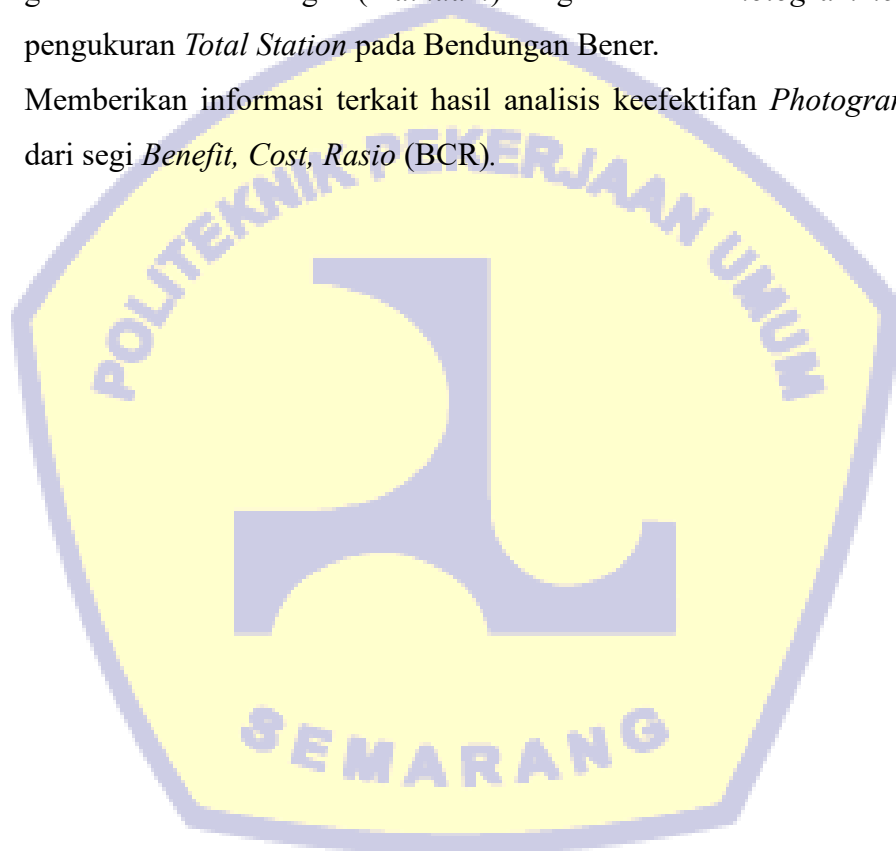 pengukuran Total Station pada Bendungan Bener.
Memberikan informasi terkait hasil analisis keefektifan
dari segi Benefit, Cost, Rasio (BCR).
POLITEKNIK PEKERJAAN UMUM
SEMARANG